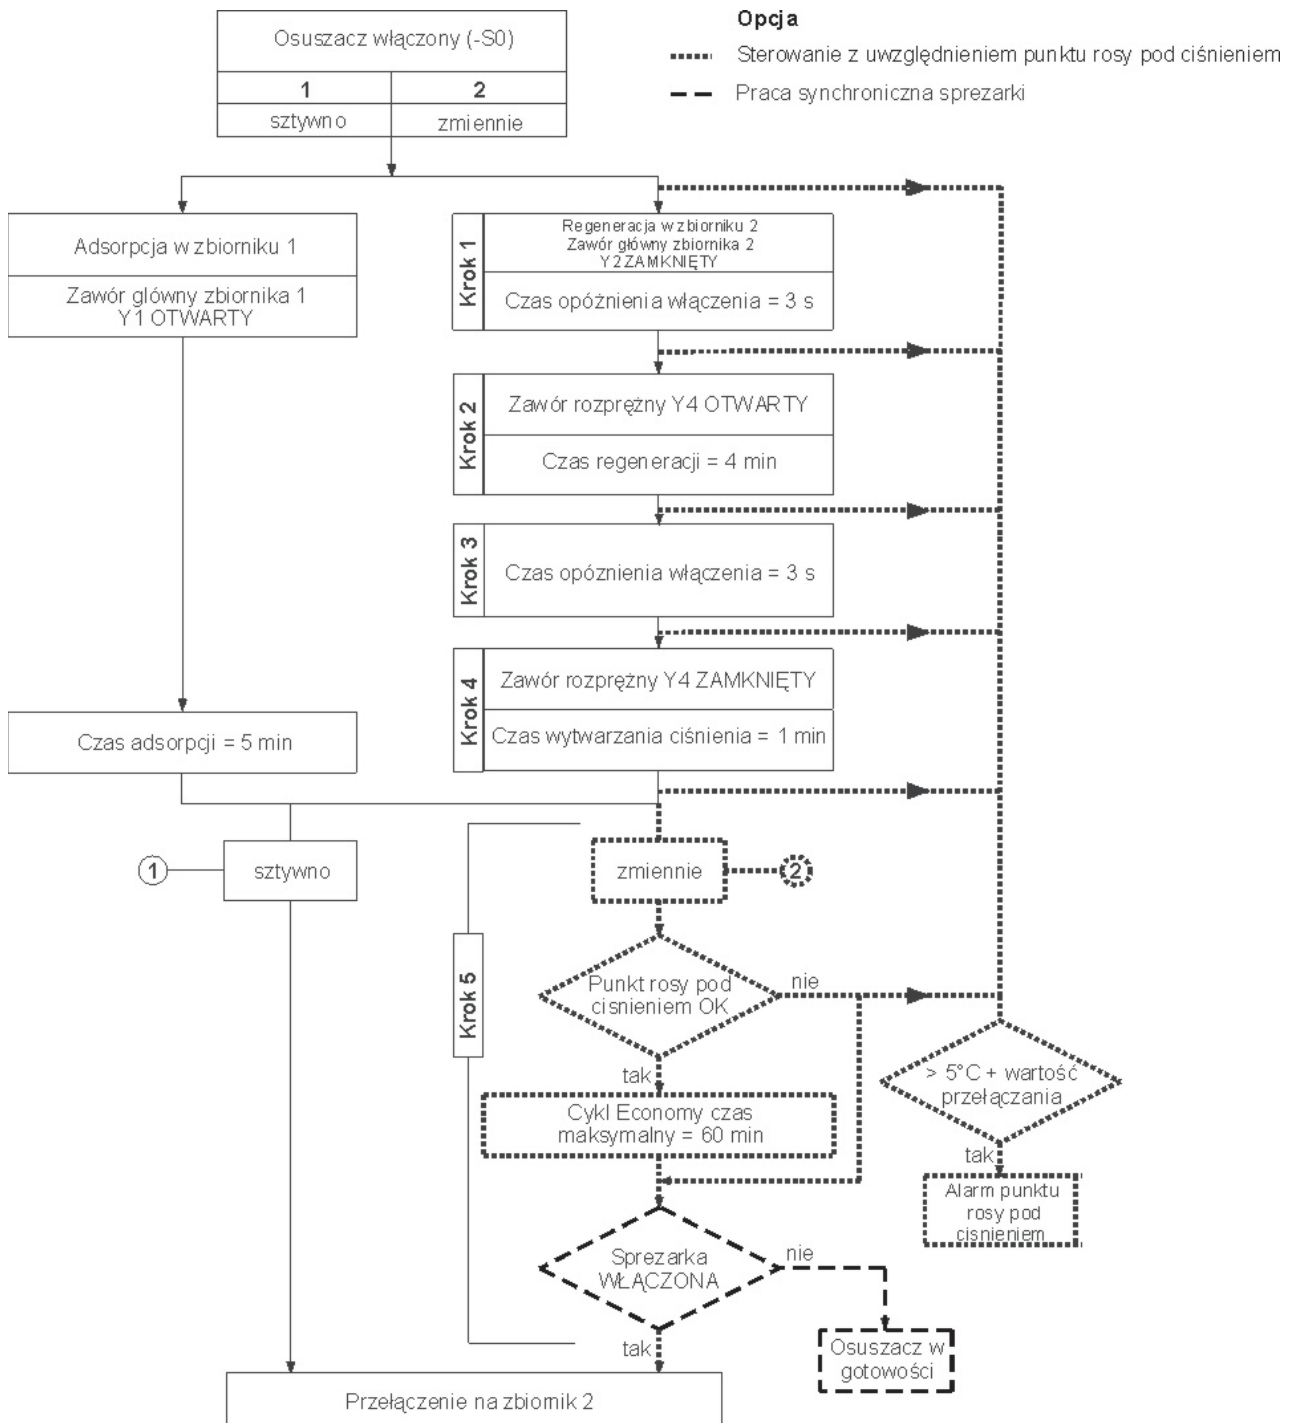 Opcja
Sterowanie z uwzględnieniem punktu rosy pod ciśnieniem
Praca synchroniczna sprezarki
Osuszacz włączony (-S0)
1
2
sztywno
zmiennie
Adsorpcja w zbiorniku 1
Zawór główny zbiornika 1
Y1 OTWARTY
Krok 1
Regeneracja w zbiorniku 2
Zawór główny zbiornika 2
Y2 ZAMKNIĘTY
Czas opóźnienia włączenia = 3 s
Krok 2
Zawór rozprężny Y4 OTWARTY
Czas regeneracji = 4 min
Krok 3
Czas opóznienia włączenia = 3 s
Krok 4
Zawór rozprężny Y4 ZAMKNIĘTY
Czas wytwarzania ciśnienia = 1 min
Czas adsorpcji = 5 min
1
sztywno
zmiennie
2
Krok 5
Punkt rosy pod
cisnieniem OK
nie
tak
> 5°C + wartość
przełączania
tak
Cykl Economy czas
maksymalny = 60 min
Alarm punktu
rosy pod
cisnieniem
Sprezarka
WŁĄCZONA
nie
tak
Osuszacz w
gotowości
Przełączenie na zbiornik 2